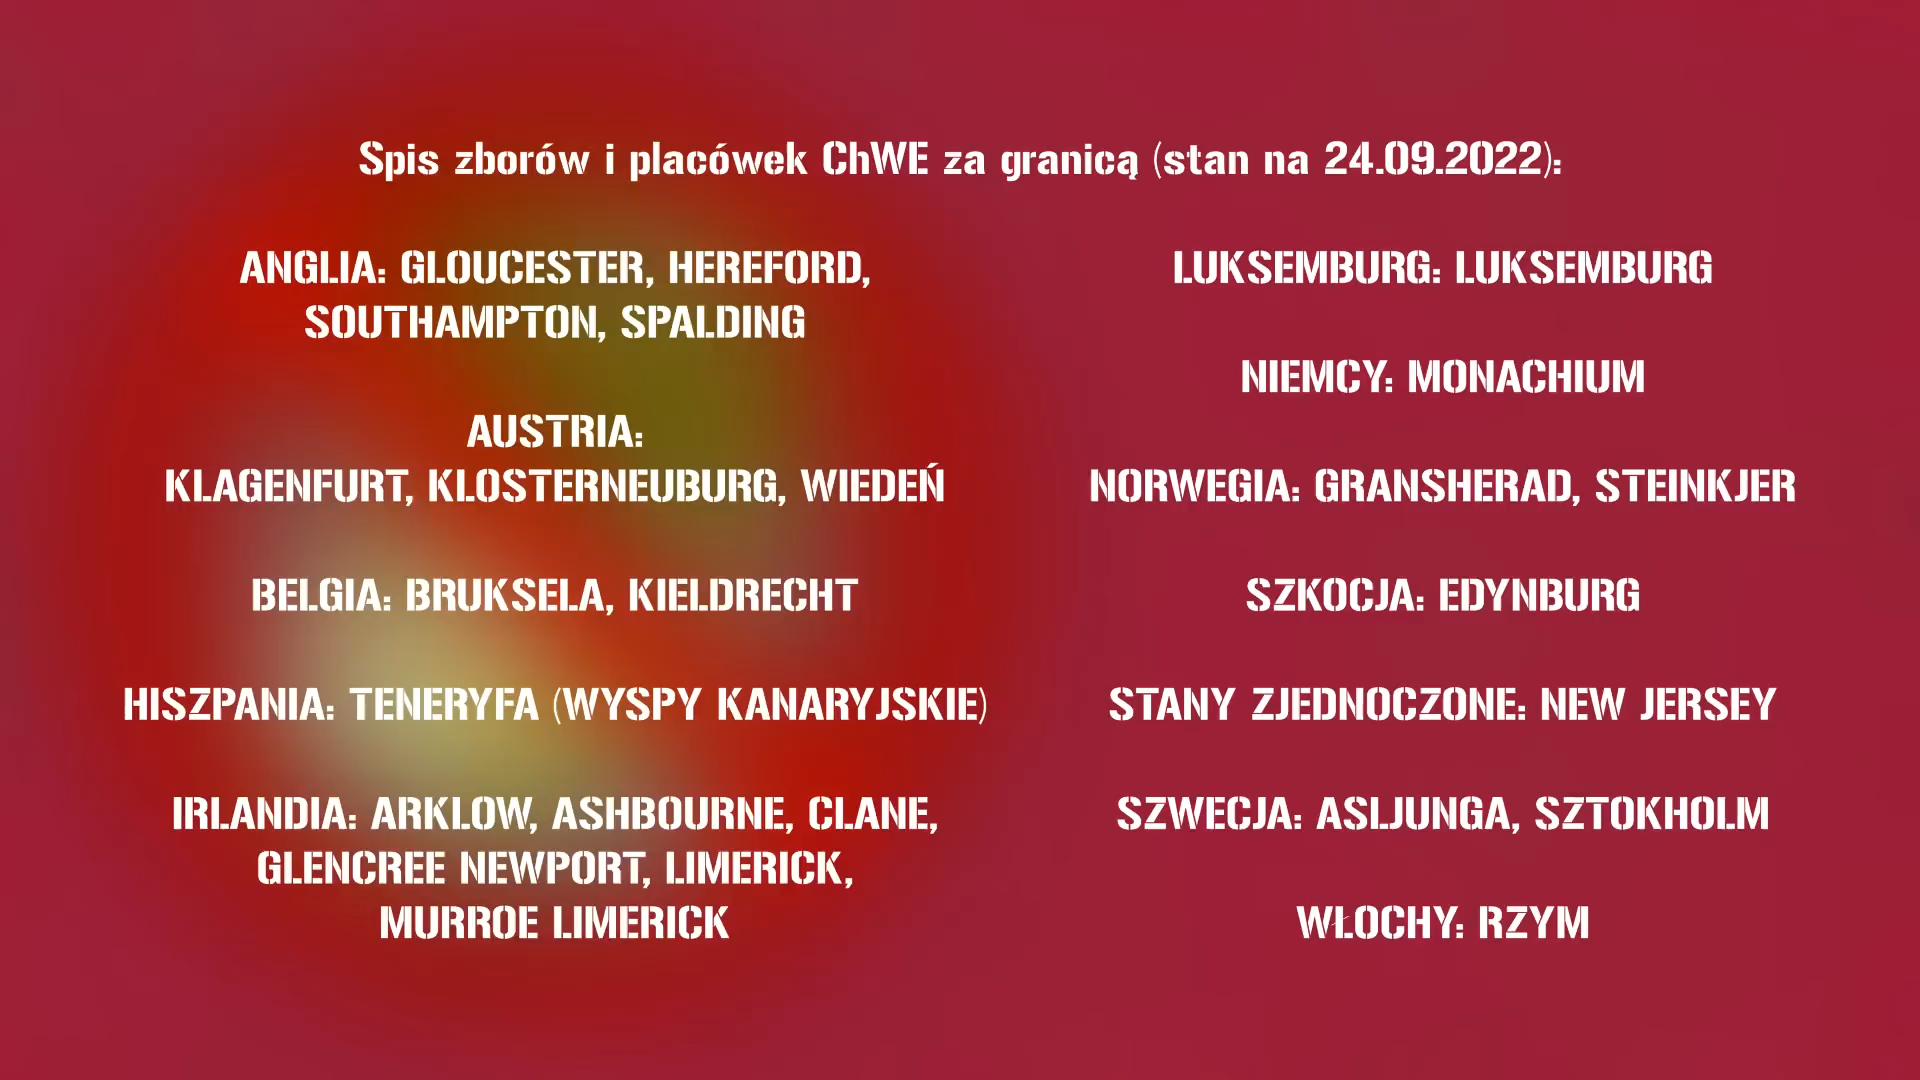 Spis zborów i placówek ChWE za granicą (stan na 24.09.2022):
ANGLIA: GLOUCESTER, HEREFORD,
SOUTHAMPTON, SPALDING
AUSTRIA:
KLAGENFURT, KLOSTERNEUBURG, WIEDEŃ
BELGIA: BRUKSELA, KIELDRECHT
HISZPANIA: TENERYFA (WYSPY KANARYJSKIE)
IRLANDIA: ARKLOW, ASHBOURNE, CLANE,
GLENCREE NEWPORT, LIMERICK,
MURROE LIMERICK
LUKSEMBURG: LUKSEMBURG
NIEMCY: MONACHIUM
NORWEGIA: GRANSHERAD, STEINKJER
SZKOCJA: EDYNBURG
STANY ZJEDNOCZONE: NEW JERSEY
SZWECJA: ASLJUNGA, SZTOKHOLM
WŁOCHY: RZYM